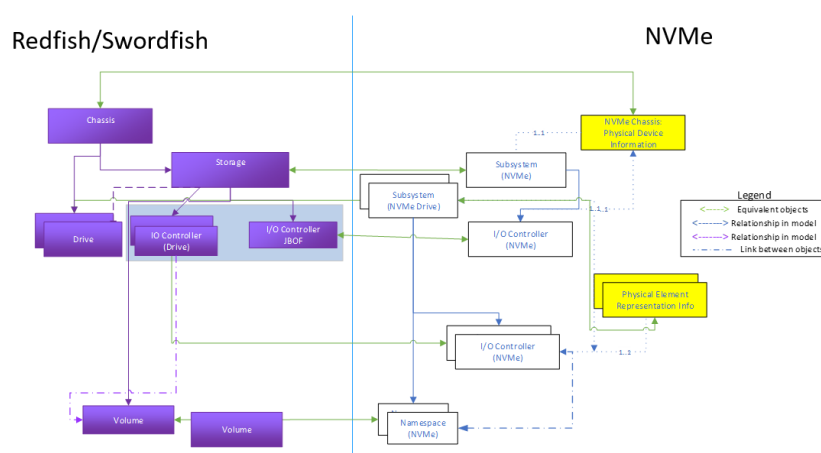 Redfish/Swordfish
NVMe
Chassis
NVMe Chassis:
Physical Device
Information
1..1
Storage
Subsystem
(NVMe)
Subsystem
(NVMe Drive)
1..1
Drive
IO Controller
(Drive)
I/O Controller
JBOF
I/O Controller
(NVMe)
Legend
Equivalent objects
Relationship in model
Relationship in model
Link between objects
Physical Element
Representation Info
I/O Controller
(NVMe)
1..1
Volume
Volume
Namespace
(NVMe)